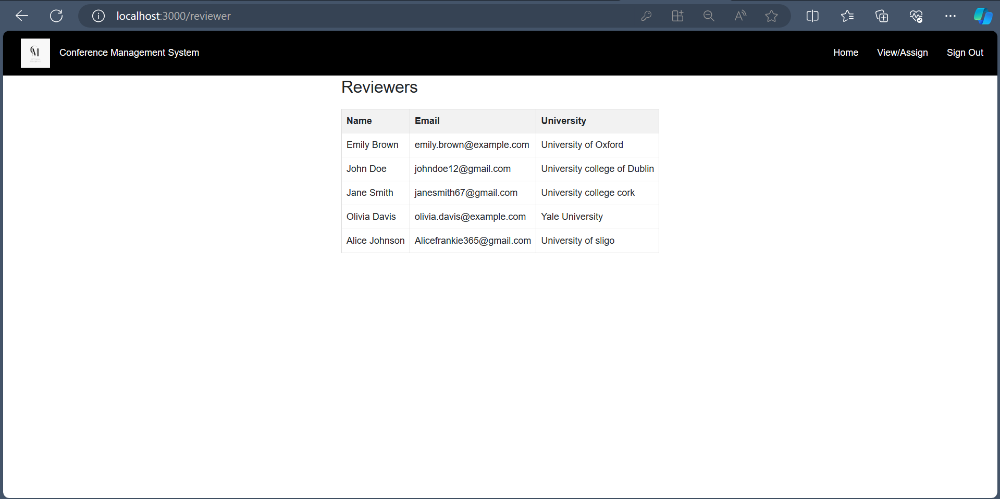 localhost:3000/reviewer
Conference Management System
Home View/Assign Sign Out
Reviewers
Name Email University
Emily Brown emily.brown@example.com University of Oxford
John Doe johndoe12@gmail.com University college of Dublin
Jane Smith janesmith67@gmail.com University college cork
Olivia Davis olivia.davis@example.com Yale University
Alice Johnson Alicefrankie365@gmail.com University of sligo